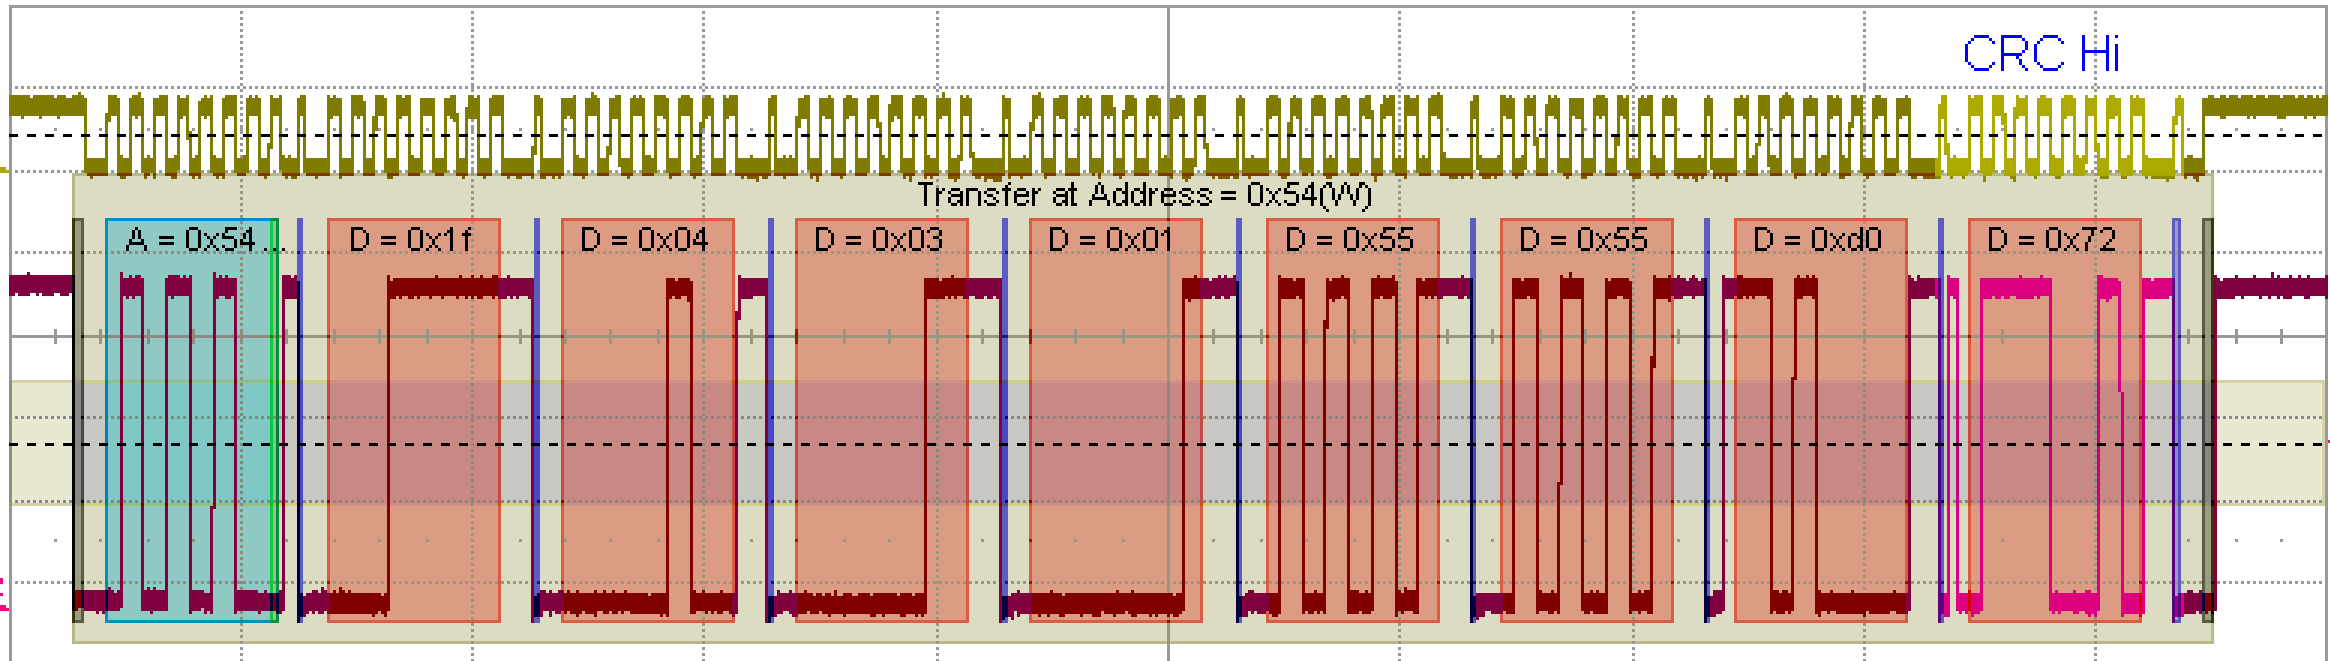 CRC Hi
Transfer at Address = 0x54(W)
A = 0x54 ... D = 0x1f D = 0x04 D = 0x03 D = 0x01 D = 0x55 D = 0x55 D = 0xd0 D = 0x72